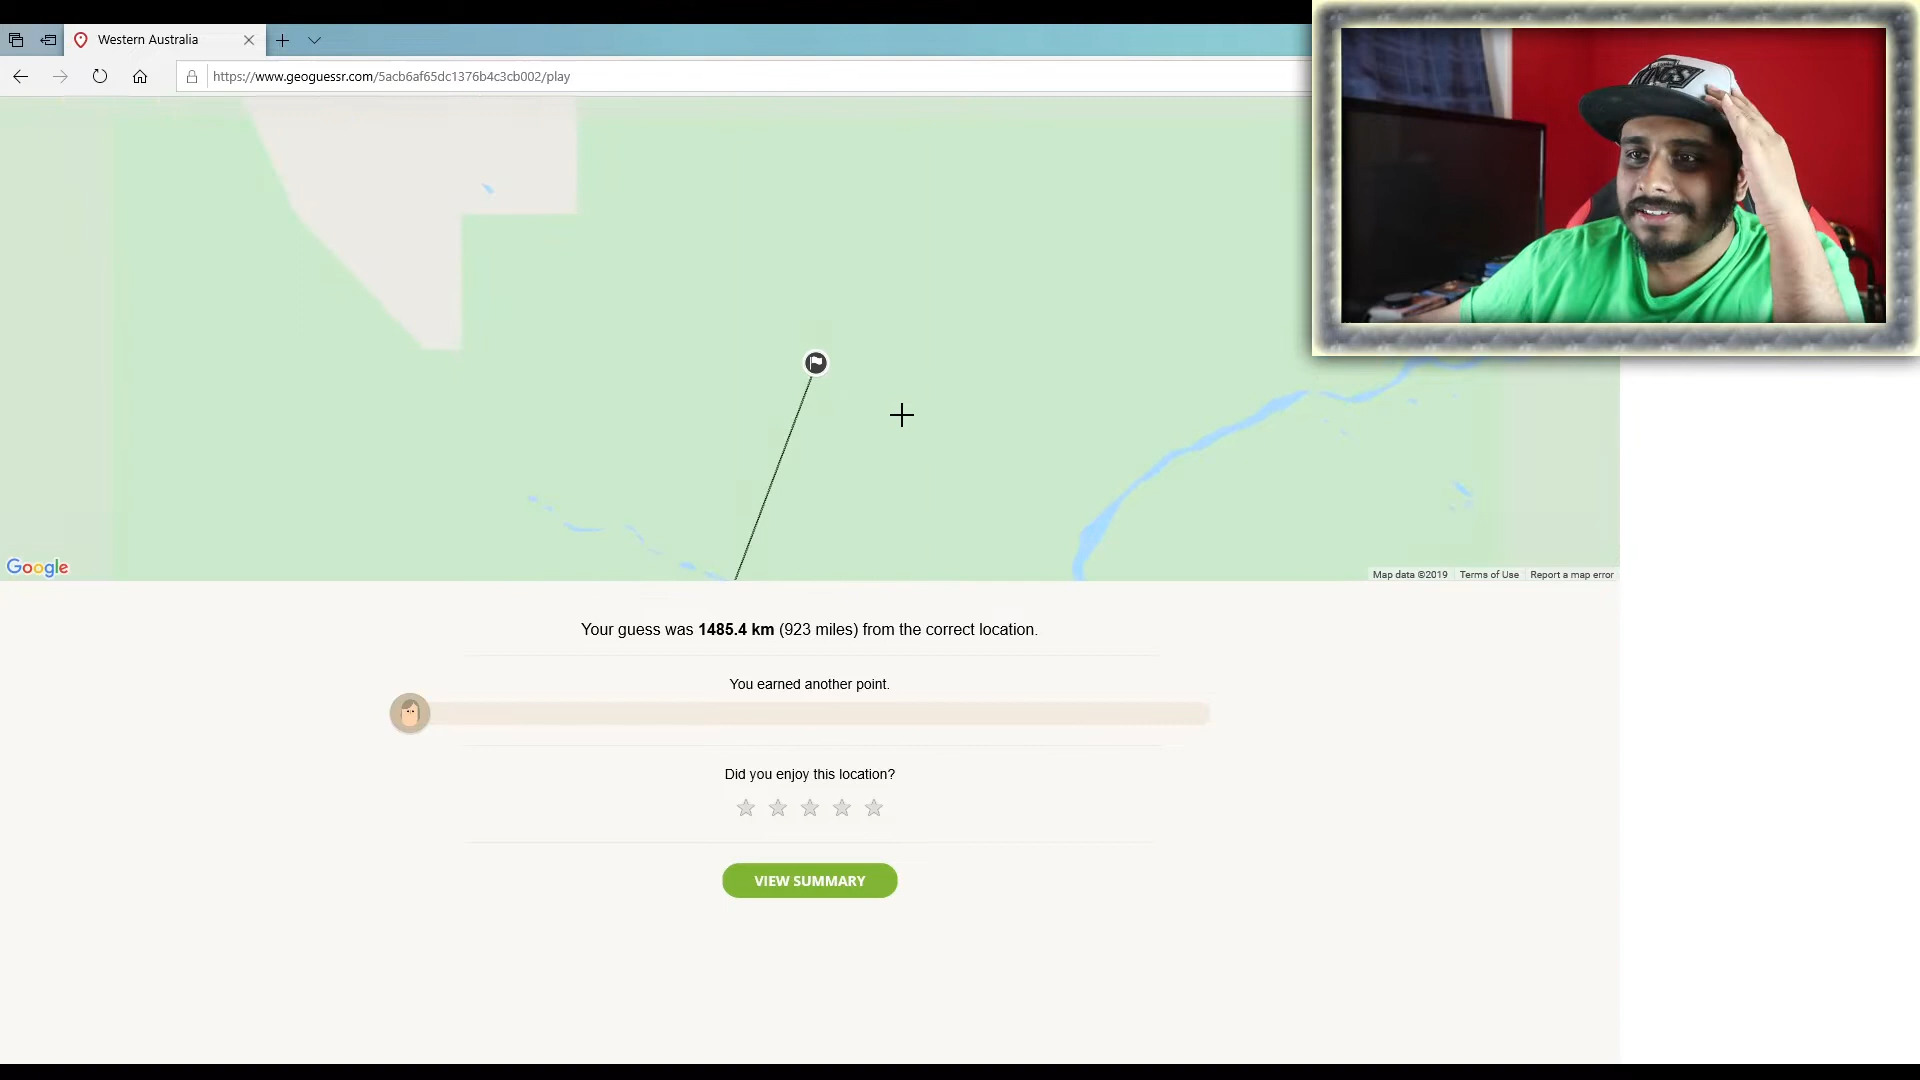 Western Australia
https://www.geoguessr.com/5acb6af65dc1376b4c3cb002/play
KINGS
Google
Map data ©2019 Terms of Use Report a map error
Your guess was 1485.4 km (923 miles) from the correct location.
You earned another point.
Did you enjoy this location?
VIEW SUMMARY